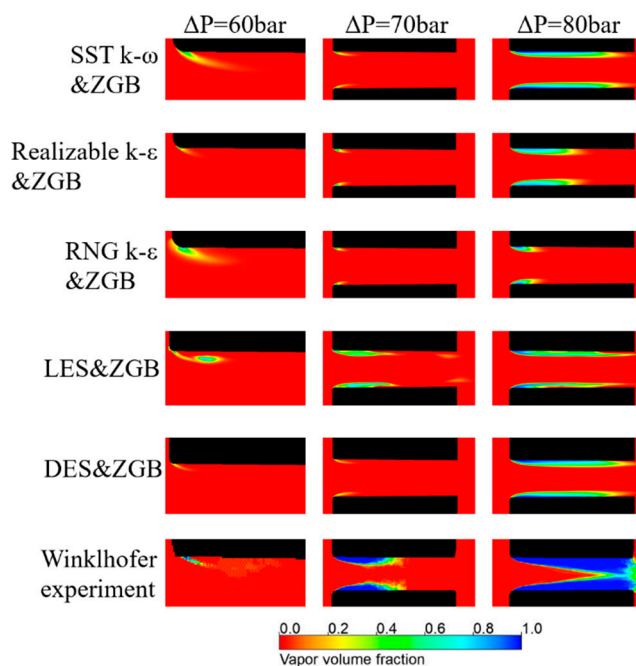 ΔP=60bar ΔP=70bar ΔP=80bar
SST k-ω
&ZGB
Realizable k-ε
&ZGB
RNG k-ε
&ZGB
LES&ZGB
DES&ZGB
Winklhofer
experiment
0.0 0.2 0.4 0.6 0.8 1.0
Vapor volume fraction